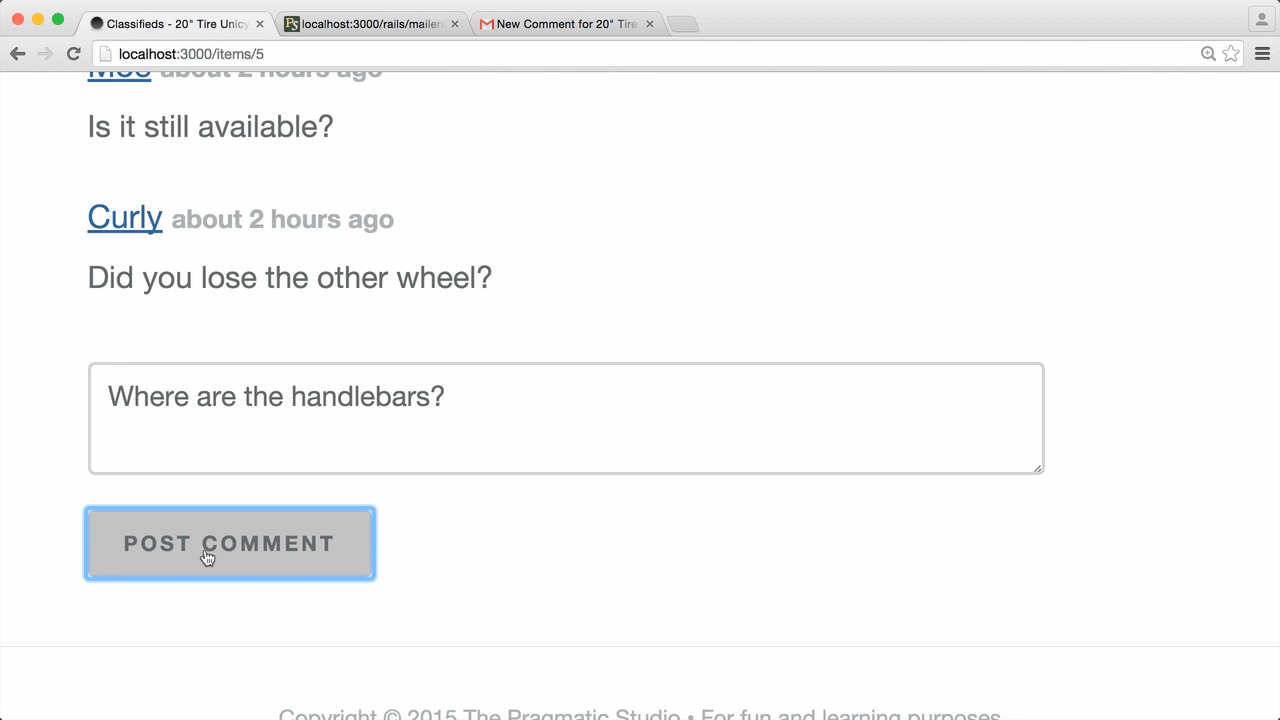 Classifieds - 20" Tire Unicy
localhost:3000/rails/mailers
New Comment for 20" Tire
localhost:3000/items/5
Moe about 2 hours ago
Is it still available?
Curly about 2 hours ago
Did you lose the other wheel?
Where are the handlebars?
POST COMMENT
Copyright © 2015 The Pragmatic Studio • For fun and learning purposes